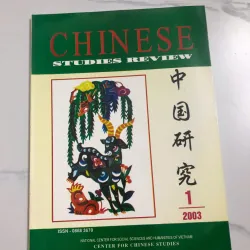 CHINESE
STUDIES REVIEW
中
国
研
究
1
2003
ISSN - 0868 3670
NATIONAL CENTER FOR SOCIAL SCIENCES AND HUMANITIES OF VIETNAM
CENTER FOR CHINESE STUDIES